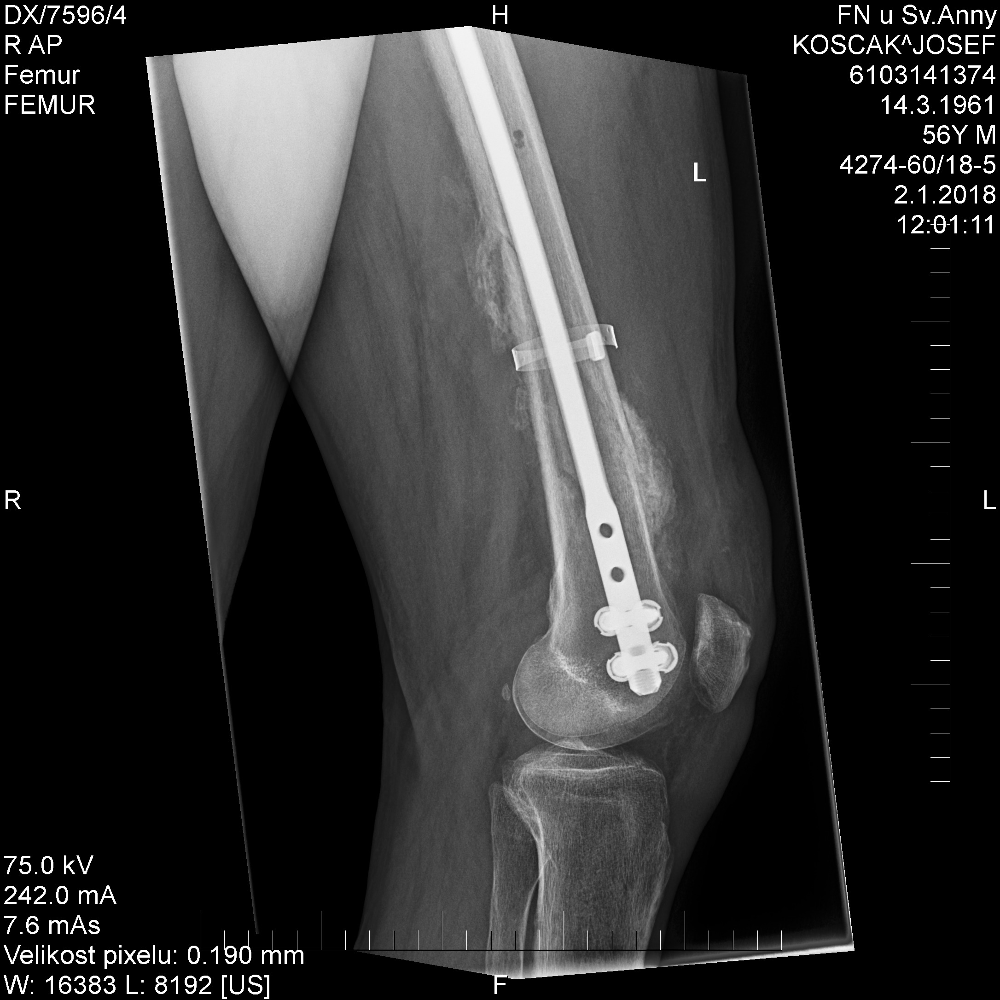 DX/7596/4
R AP
Femur
FEMUR
H
FN u Sv.Anny
KOSCAK^JOSEF
6103141374
14.3.1961
56Y M
4274-60/18-5
2.1.2018
12:01:11
L
R
L
75.0 kV
242.0 mA
7.6 mAs
Velikost pixelu: 0.190 mm
W: 16383 L: 8192 [US]
F